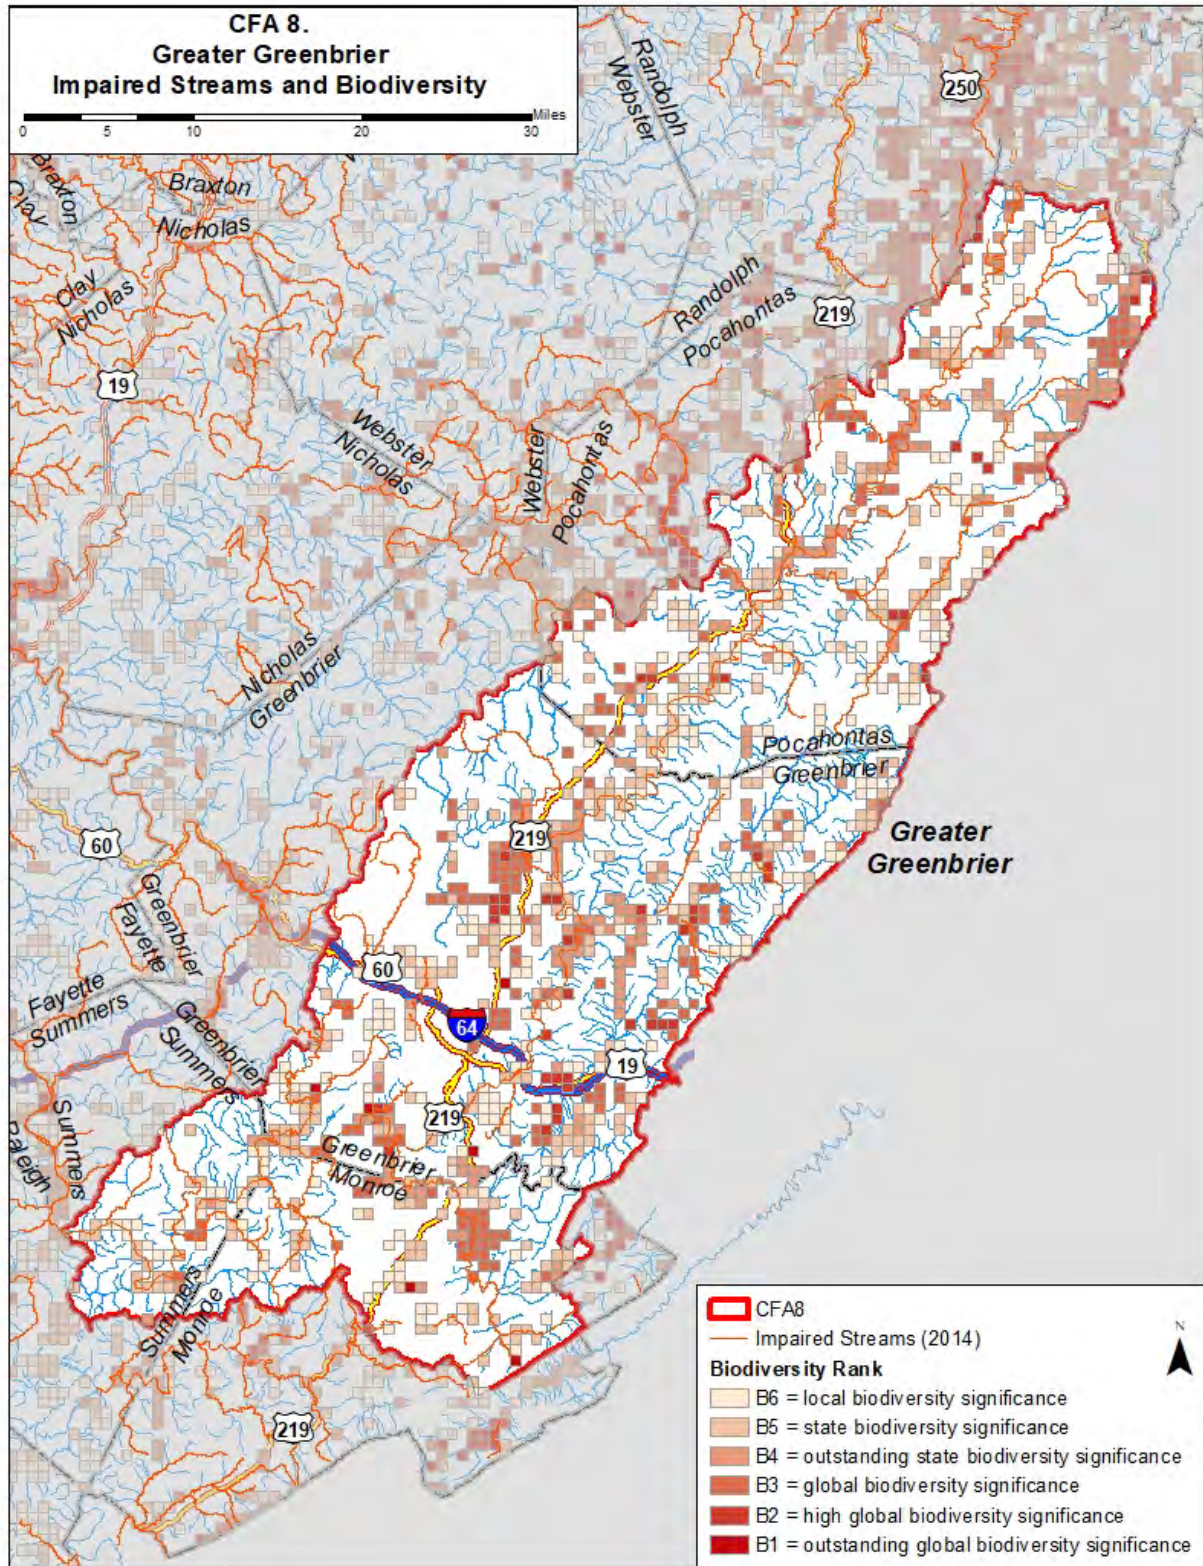 CFA 8.
Greater Greenbrier
Impaired Streams and Biodiversity
Miles
0 5 10 20 30
Randolph
Webster
250
Braxton
Clay
Braxton
Nicholas
Clay
Nicholas
Randolph
Pocahontas
219
19
Webster
Nicholas
Webster
Pocahontas
Nicholas
Greenbrier
Pocahontas
Greenbrier
219
Greater
Greenbrier
60
Greenbrier
Fayette
60
Fayette
Summers
Greenbrier
Summers
64
19
219
Summers
Raleigh
Greenbrier
Monroe
Summers
Monroe
219
CFA8
Impaired Streams (2014)
Biodiversity Rank
B6 = local biodiversity significance
B5 = state biodiversity significance
B4 = outstanding state biodiversity significance
B3 = global biodiversity significance
B2 = high global biodiversity significance
B1 = outstanding global biodiversity significance
N